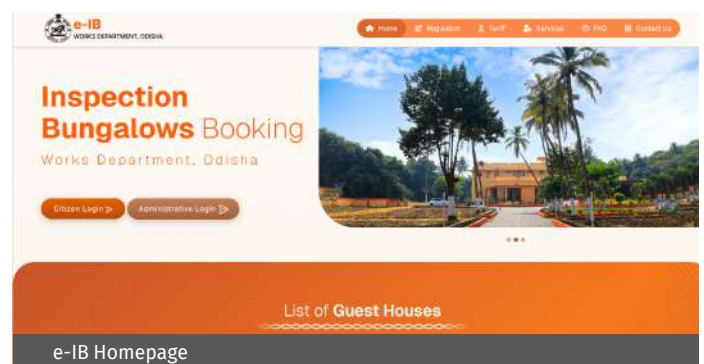 e-IB
WORKS DEPARTMENT, ODISHA.
Home Regulation Tariff Services FAQ Contact Us
Inspection
Bungalows Booking
Works Department, Odisha
Citizen Login
Administrative Login
List of Guest Houses
e-IB Homepage